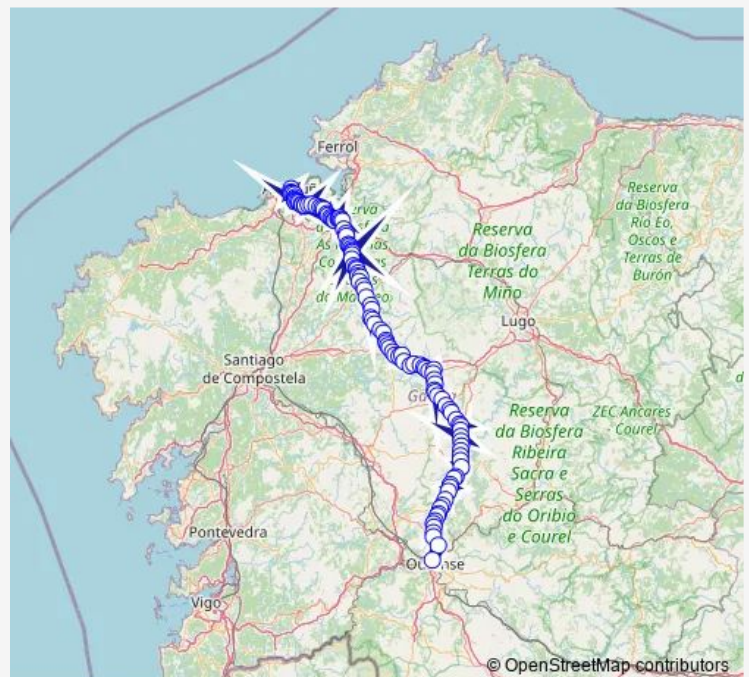 Ferrol
Reserva
da Biosfera
Río Eo,
Oscos e
Terras de
Burón
Reserva
da Biosfera
Terras do
Miño
Lugo
Santiago
de Compostela
Reserva
da Biosfera
Ribeira
Sacra e
Serras
do Oribio
e Courel
ZEC Ancares
- Courel
Pontevedra
Vigo
© OpenStreetMap contributors